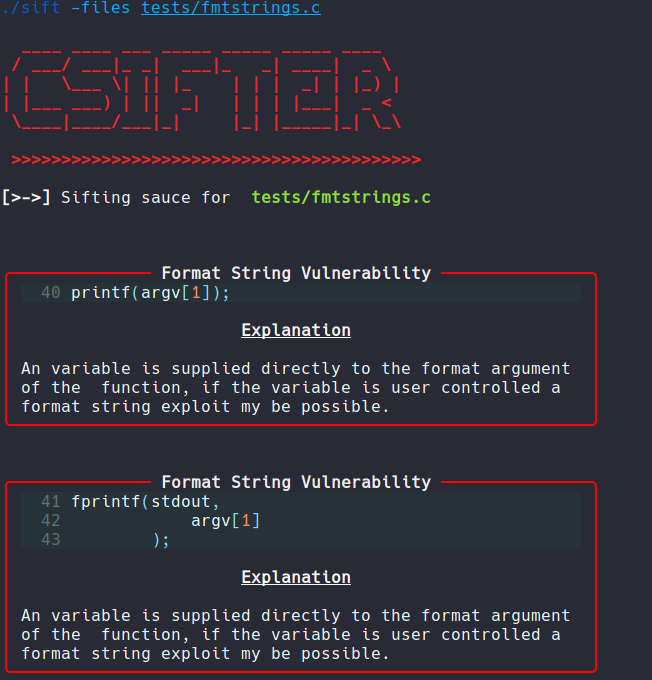 ./sift -files tests/fmtstrings.c
CSIFTER
>>>>>>>>>>>>>>>>>>>>>>>>>>>>>>>>>>>>>>>>>
[>->] Sifting sauce for tests/fmtstrings.c
Format String Vulnerability
40 printf(argv[1]);
Explanation
An variable is supplied directly to the format argument
of the  function, if the variable is user controlled a
format string exploit my be possible.
Format String Vulnerability
41 fprintf(stdout,
42             argv[1]
43         );
Explanation
An variable is supplied directly to the format argument
of the  function, if the variable is user controlled a
format string exploit my be possible.